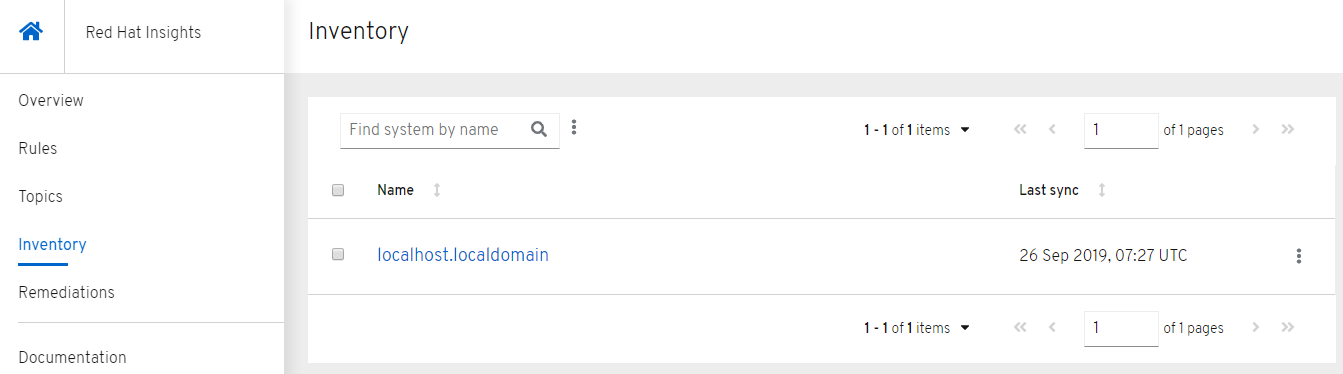 Red Hat Insights
Overview
Rules
Topics
Inventory
Remediations
Documentation
Inventory
Find system by name
1 - 1 of 1 items
1 of 1 pages
Name
Last sync
localhost.localdomain
26 Sep 2019, 07:27 UTC
1 - 1 of 1 items
1 of 1 pages